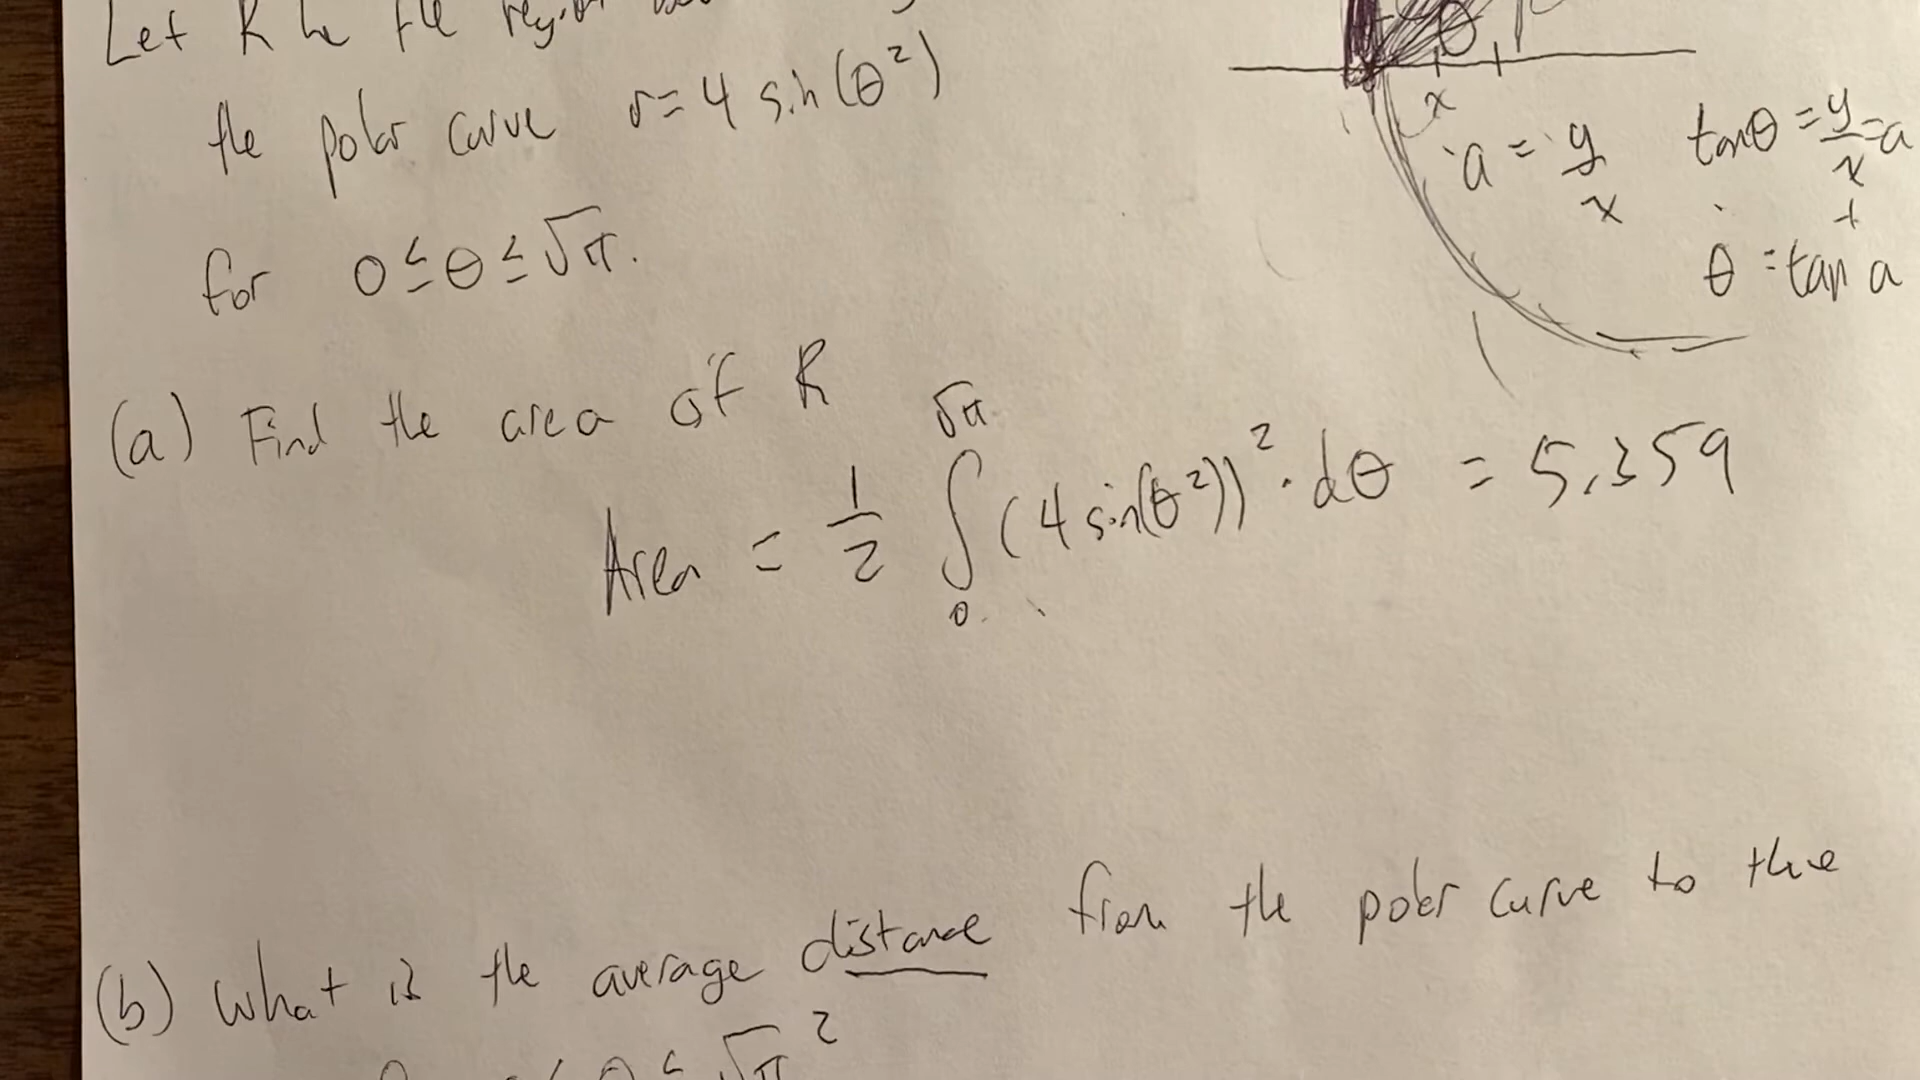 Let R be the region
the polar curve r = 4 sin(θ²)
for 0 ≤ θ ≤ √π.
θ
x
a = y/x
tanθ = y/x = a
θ = tan⁻¹ a
(a) Find the area of R
Area = 1/2 ∫₀^√π (4 sin(θ²))² · dθ = 5.359
(b) What is the average distance from the polar curve to the
≤ θ ≤ √π ?